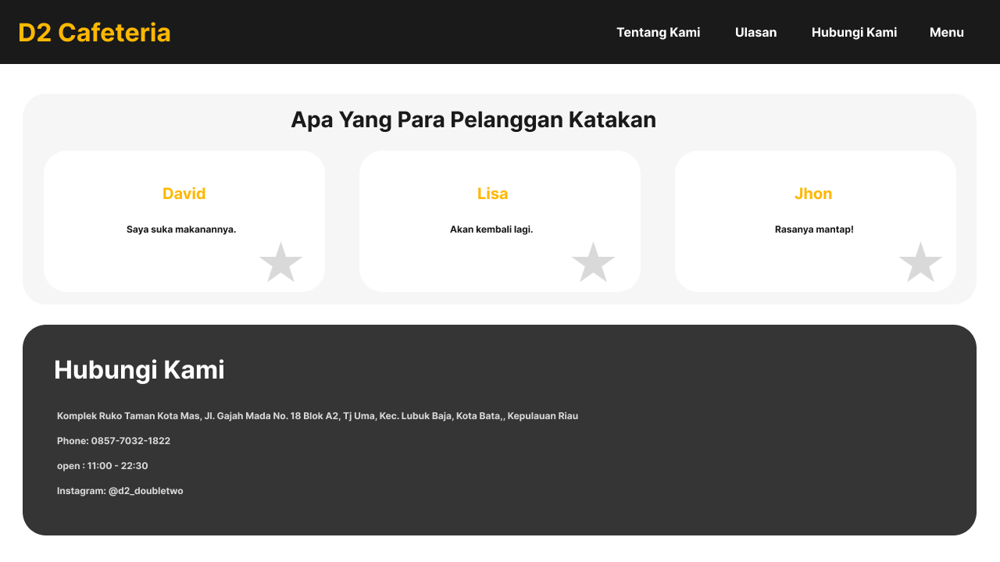 D2 Cafeteria
Tentang Kami
Ulasan
Hubungi Kami
Menu
Apa Yang Para Pelanggan Katakan
David
Saya suka makanannya.
Lisa
Akan kembali lagi.
Jhon
Rasanya mantap!
Hubungi Kami
Komplek Ruko Taman Kota Mas, Jl. Gajah Mada No. 18 Blok A2, Tj Uma, Kec. Lubuk Baja, Kota Bata,, Kepulauan Riau
Phone: 0857-7032-1822
open : 11:00 - 22:30
Instagram: @d2_doubletwo